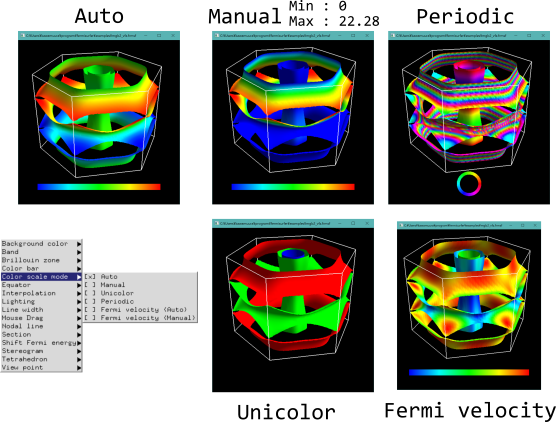 Auto
Manual
Min : 0
Max : 22.28
Periodic
Background color
Band
Brillouin zone
Color bar
Color scale mode
Equator
Interpolation
Lighting
Line width
Mouse Drag
Nodal line
Section
Shift Fermi energy
Stereogram
Tetrahedron
View point
[x] Auto
[ ] Manual
[ ] Unicolor
[ ] Periodic
[ ] Fermi velocity (Auto)
[ ] Fermi velocity (Manual)
Unicolor
Fermi velocity